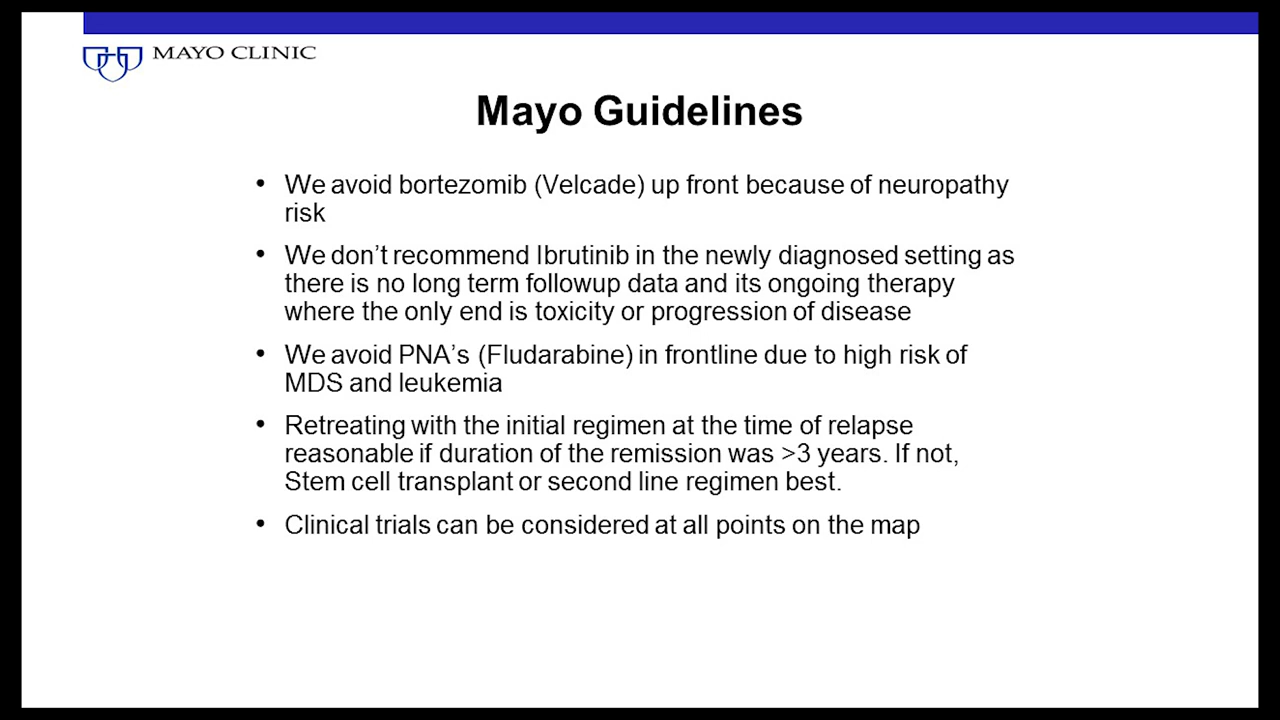 MAYO CLINIC
Mayo Guidelines
• We avoid bortezomib (Velcade) up front because of neuropathy
risk
• We don’t recommend Ibrutinib in the newly diagnosed setting as
there is no long term followup data and its ongoing therapy
where the only end is toxicity or progression of disease
• We avoid PNA’s (Fludarabine) in frontline due to high risk of
MDS and leukemia
• Retreating with the initial regimen at the time of relapse
reasonable if duration of the remission was >3 years. If not,
Stem cell transplant or second line regimen best.
• Clinical trials can be considered at all points on the map